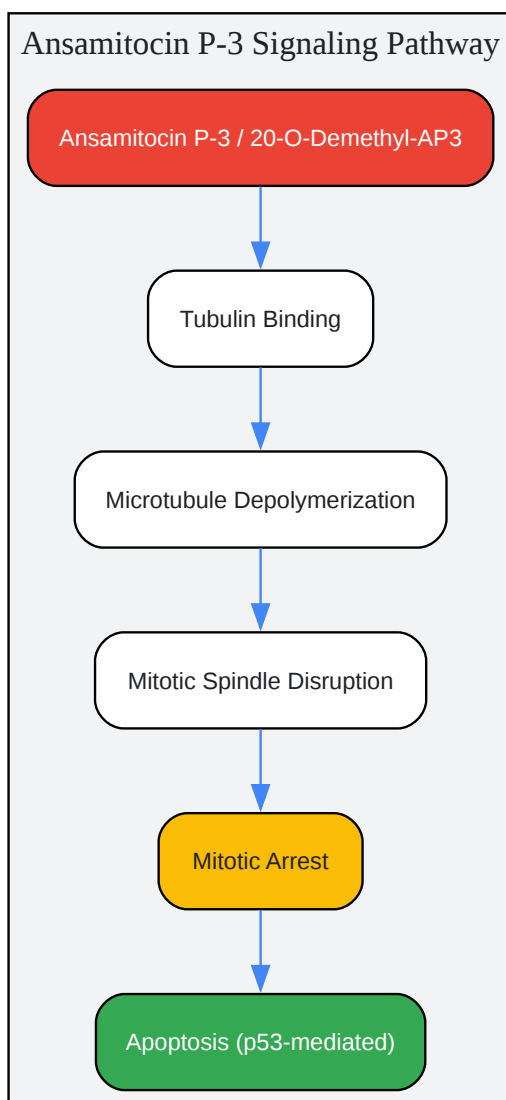 Ansamitocin P-3 Signaling Pathway
Ansamitocin P-3 / 20-O-Demethyl-AP3
Tubulin Binding
Microtubule Depolymerization
Mitotic Spindle Disruption
Mitotic Arrest
Apoptosis (p53-mediated)